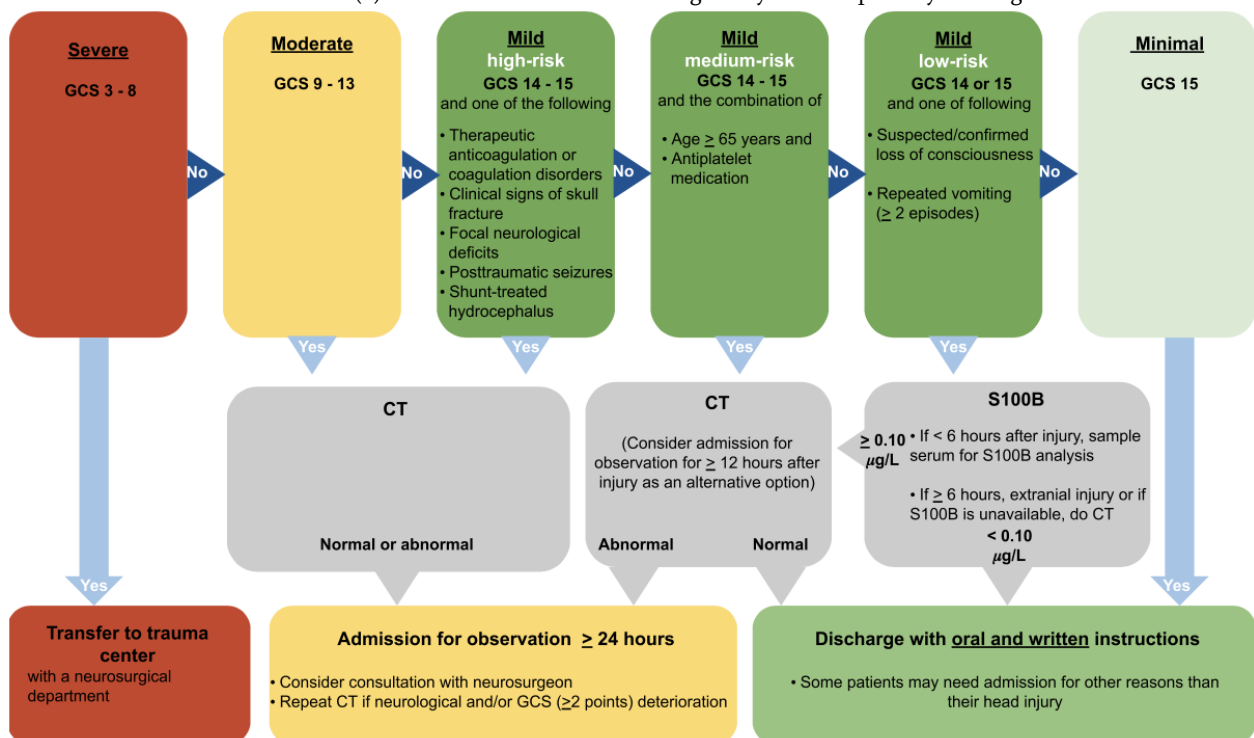 Severe
GCS 3 - 8
No
Moderate
GCS 9 - 13
No
Mild
high-risk
GCS 14 - 15
and one of the following
• Therapeutic
anticoagulation or
coagulation disorders
• Clinical signs of skull
fracture
• Focal neurological
deficits
• Posttraumatic seizures
• Shunt-treated
hydrocephalus
No
Mild
medium-risk
GCS 14 - 15
and the combination of
• Age ≥ 65 years and
• Antiplatelet
medication
No
Mild
low-risk
GCS 14 or 15
and one of following
• Suspected/confirmed
loss of consciousness
• Repeated vomiting
(≥ 2 episodes)
No
Minimal
GCS 15
Yes
Yes
Yes
Yes
CT
Normal or abnormal
CT
(Consider admission for
observation for ≥ 12 hours after
injury as an alternative option)
Abnormal
Normal
≥ 0.10
µg/L
S100B
• If < 6 hours after injury, sample
serum for S100B analysis
• If ≥ 6 hours, extranial injury or if
S100B is unavailable, do CT
< 0.10
µg/L
Yes
Yes
Transfer to trauma
center
with a neurosurgical
department
Admission for observation ≥ 24 hours
• Consider consultation with neurosurgeon
• Repeat CT if neurological and/or GCS (≥2 points) deterioration
Discharge with oral and written instructions
• Some patients may need admission for other reasons than
their head injury